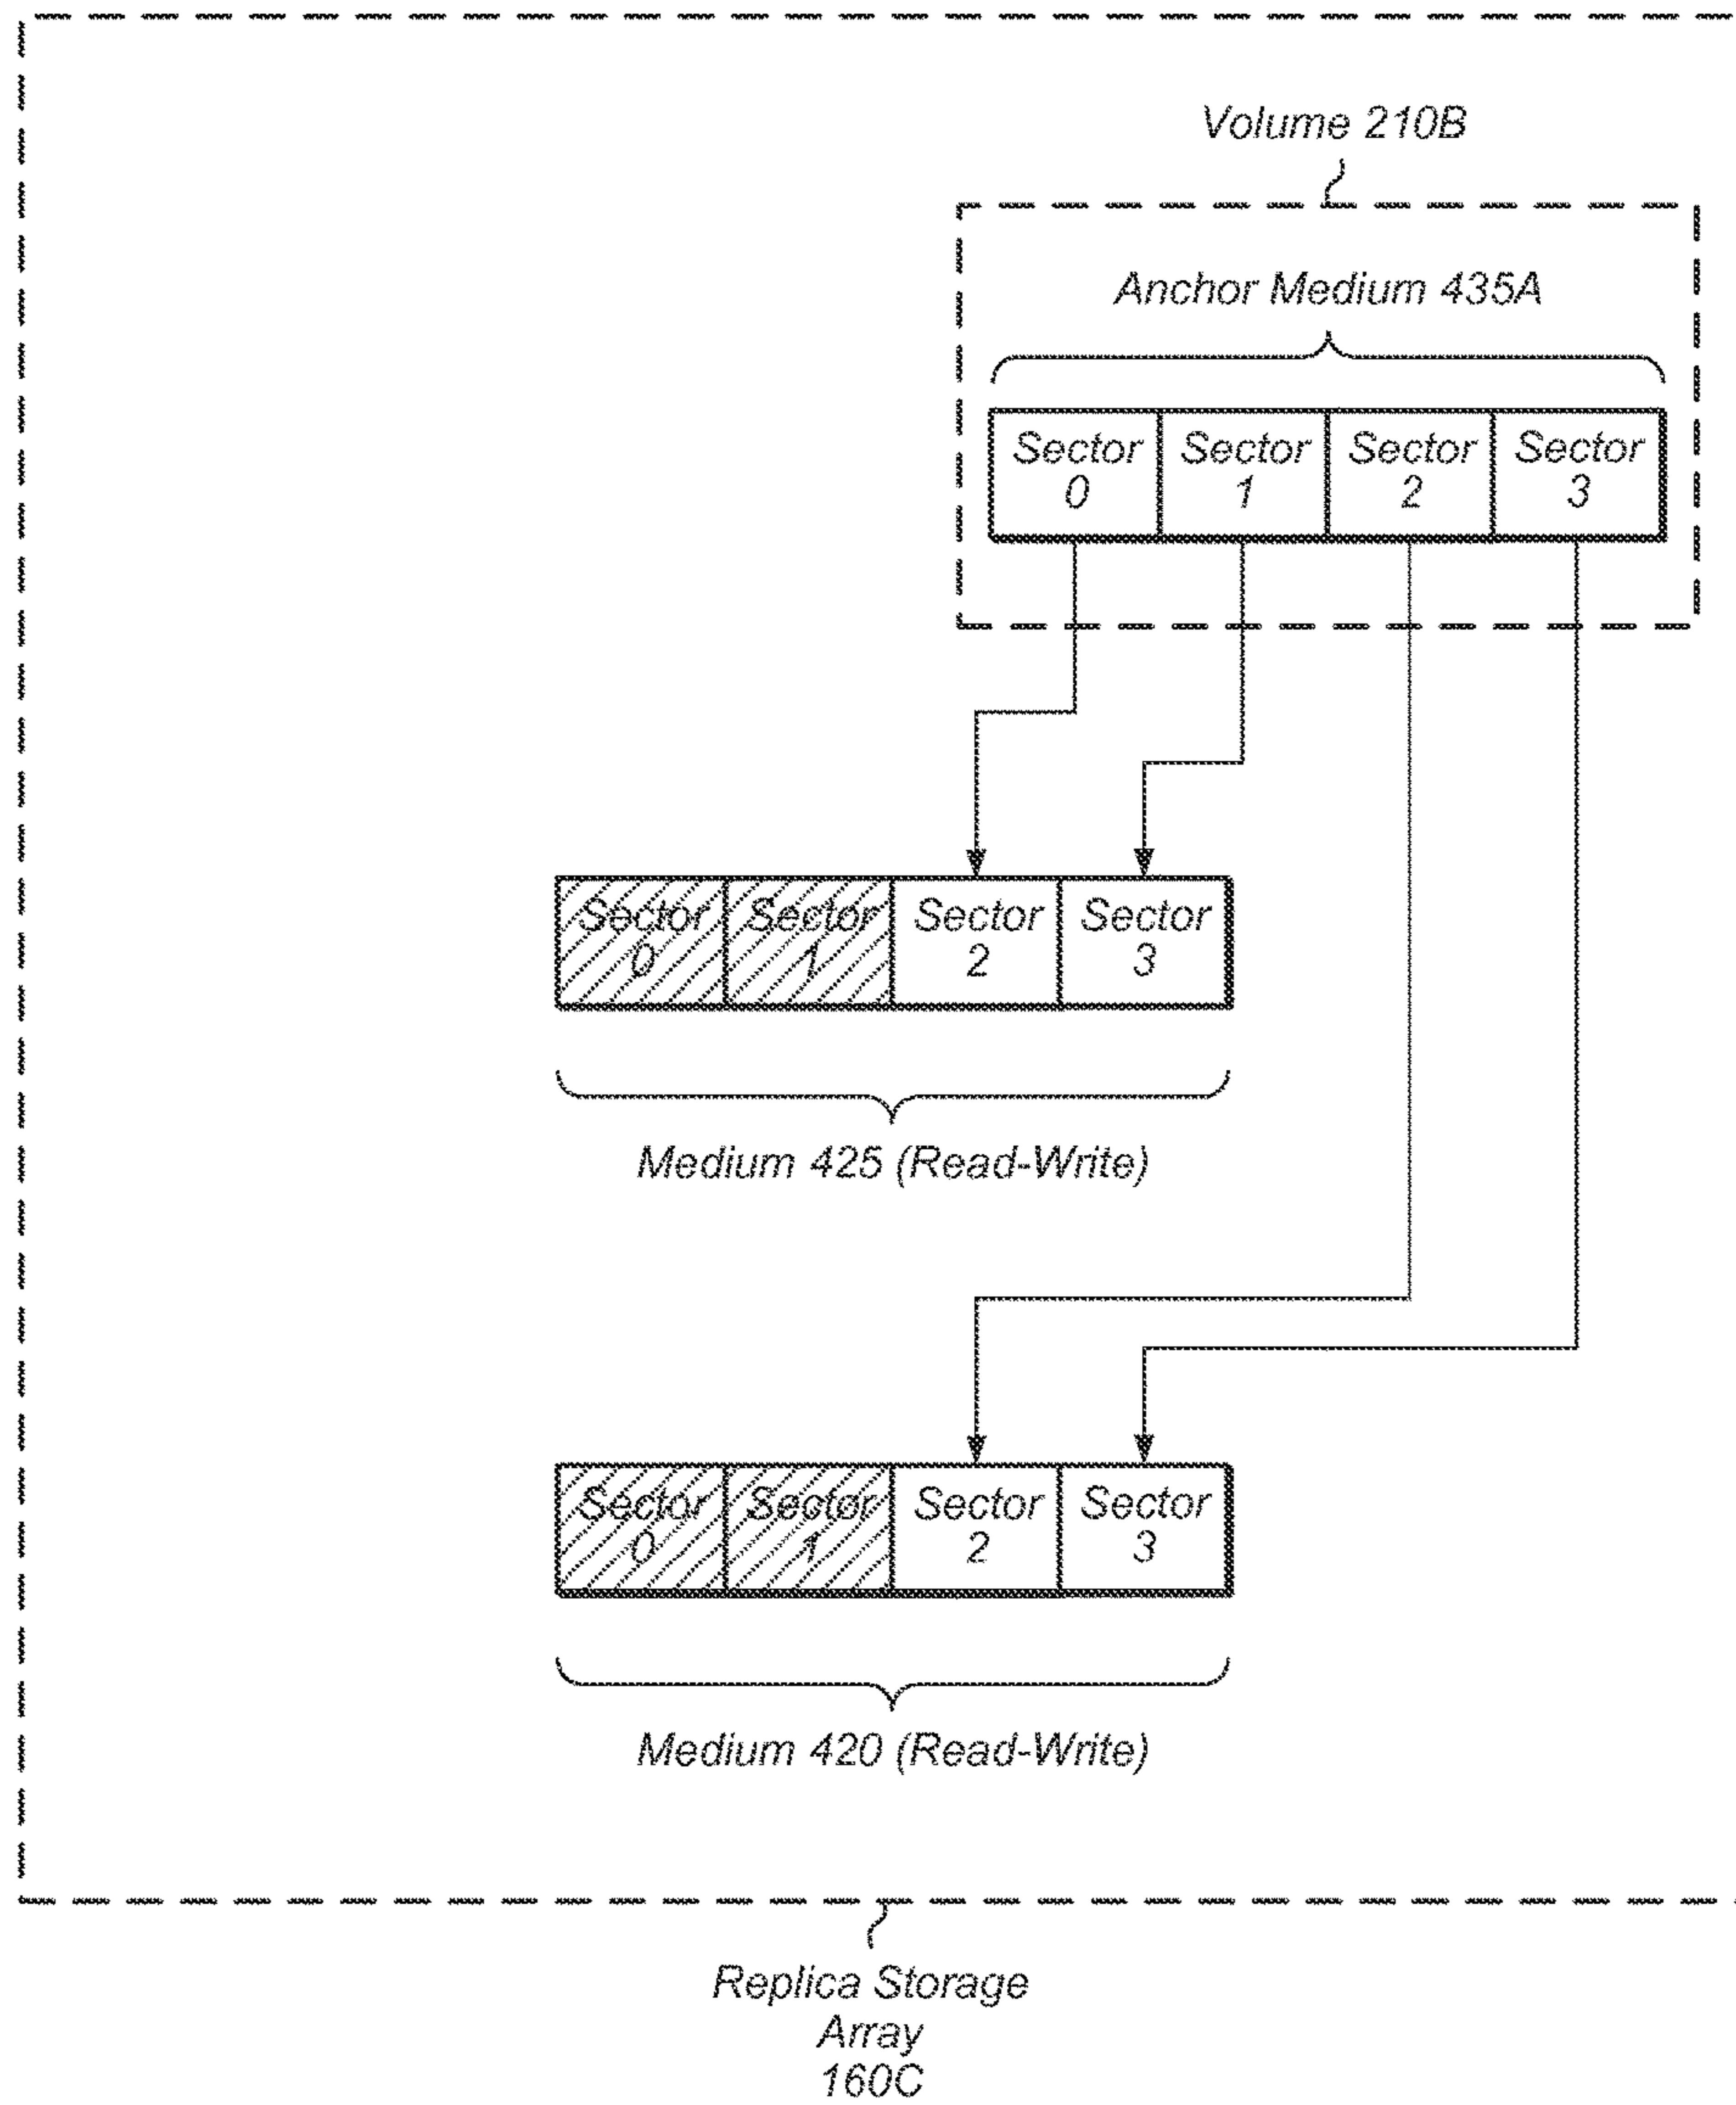 Volume 210B
Anchor Medium 435A
Sector 0
Sector 1
Sector 2
Sector 3
Sector 0
Sector 1
Sector 2
Sector 3
Medium 425 (Read-Write)
Sector 0
Sector 1
Sector 2
Sector 3
Medium 420 (Read-Write)
Replica Storage
Array
160C